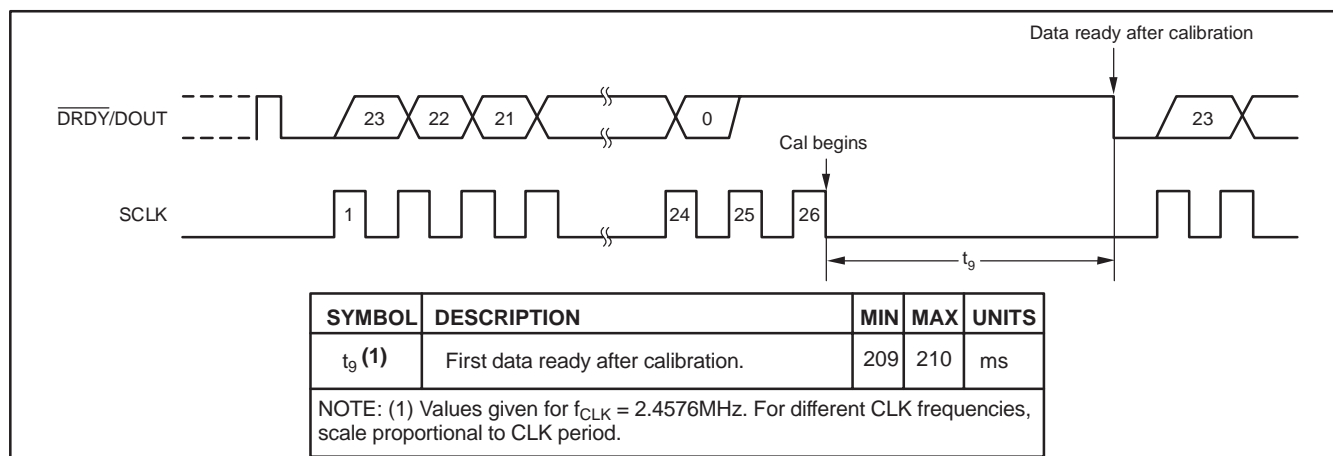 Data ready after calibration
DRDY/DOUT
23 22 21 0 23
Cal begins
SCLK
1 24 25 26
t9
SYMBOL DESCRIPTION MIN MAX UNITS
t9 (1) First data ready after calibration. 209 210 ms
NOTE: (1) Values given for fCLK = 2.4576MHz. For different CLK frequencies,
scale proportional to CLK period.